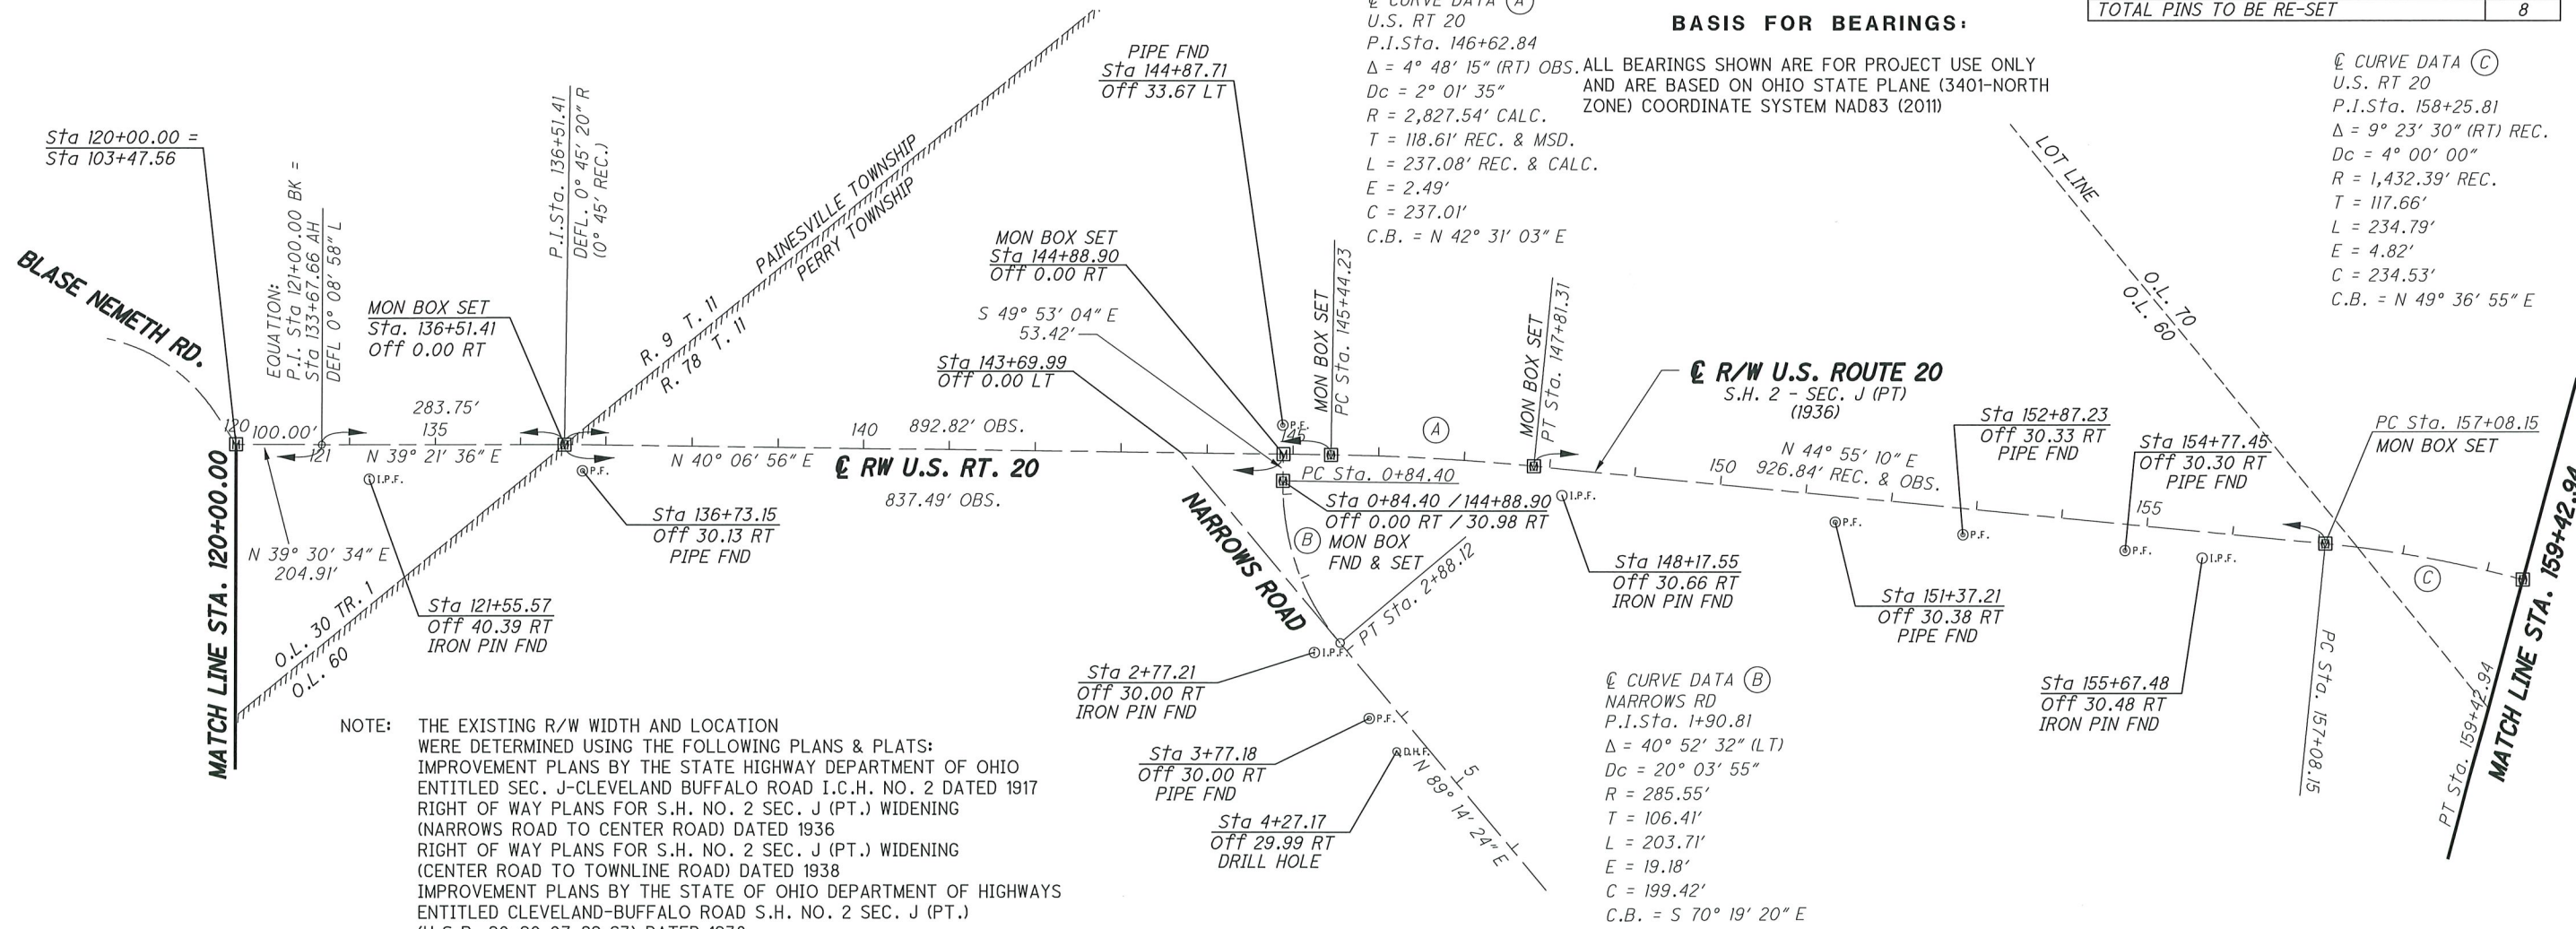 ℄ CURVE DATA (A)
U.S. RT 20
P.I.Sta. 146+62.84
Δ = 4° 48' 15" (RT) OBS.
Dc = 2° 01' 35"
R = 2,827.54' CALC.
T = 118.61' REC. & MSD.
L = 237.08' REC. & CALC.
E = 2.49'
C = 237.01'
C.B. = N 42° 31' 03" E
BASIS FOR BEARINGS:
ALL BEARINGS SHOWN ARE FOR PROJECT USE ONLY
AND ARE BASED ON OHIO STATE PLANE (3401-NORTH
ZONE) COORDINATE SYSTEM NAD83 (2011)
TOTAL PINS TO BE RE-SET 8
℄ CURVE DATA (C)
U.S. RT 20
P.I.Sta. 158+25.81
Δ = 9° 23' 30" (RT) REC.
Dc = 4° 00' 00"
R = 1,432.39' REC.
T = 117.66'
L = 234.79'
E = 4.82'
C = 234.53'
C.B. = N 49° 36' 55" E
Sta 120+00.00 =
Sta 103+47.56
BLASE NEMETH RD.
EQUATION:
P.I. Sta 121+00.00 BK =
Sta 133+67.66 AH
DEFL 0° 08' 58" L
P.I.Sta. 136+51.41
DEFL. 0° 45' 20" R
(0° 45' REC.)
MON BOX SET
Sta. 136+51.41
Off 0.00 RT
PAINESVILLE TOWNSHIP
PERRY TOWNSHIP
R. 9 T. 11
R. 78 T. 11
PIPE FND
Sta 144+87.71
Off 33.67 LT
MON BOX SET
Sta 144+88.90
Off 0.00 RT
S 49° 53' 04" E
53.42'
Sta 143+69.99
Off 0.00 LT
MON BOX SET
PC Sta. 145+44.23
MON BOX SET
PT Sta. 147+81.31
℄ R/W U.S. ROUTE 20
S.H. 2 - SEC. J (PT)
(1936)
LOT LINE
O.L. 70
O.L. 60
Sta 152+87.23
Off 30.33 RT
PIPE FND
Sta 154+77.45
Off 30.30 RT
PIPE FND
PC Sta. 157+08.15
MON BOX SET
120
100.00'
121
283.75'
135
N 39° 21' 36" E
140
892.82' OBS.
N 40° 06' 56" E
℄ RW U.S. RT. 20
837.49' OBS.
P.F.
145
A
150
N 44° 55' 10" E
926.84' REC. & OBS.
155
I.P.F.
P.F.
I.P.F.
P.F.
P.F.
P.F.
I.P.F.
N 39° 30' 34" E
204.91'
MATCH LINE STA. 120+00.00
O.L. 30 TR. 1
O.L. 60
Sta 121+55.57
Off 40.39 RT
IRON PIN FND
Sta 136+73.15
Off 30.13 RT
PIPE FND
NARROWS ROAD
PC Sta. 0+84.40
Sta 0+84.40 / 144+88.90
Off 0.00 RT / 30.98 RT
MON BOX
FND & SET
B
PT Sta. 2+88.12
Sta 148+17.55
Off 30.66 RT
IRON PIN FND
Sta 151+37.21
Off 30.38 RT
PIPE FND
Sta 155+67.48
Off 30.48 RT
IRON PIN FND
PC Sta. 157+08.15
C
PT Sta. 159+42.94
MATCH LINE STA. 159+42.94
I.P.F.
Sta 2+77.21
Off 30.00 RT
IRON PIN FND
P.F.
Sta 3+77.18
Off 30.00 RT
PIPE FND
D.H.F.
Sta 4+27.17
Off 29.99 RT
DRILL HOLE
5
N 89° 14' 24" E
℄ CURVE DATA (B)
NARROWS RD
P.I.Sta. 1+90.81
Δ = 40° 52' 32" (LT)
Dc = 20° 03' 55"
R = 285.55'
T = 106.41'
L = 203.71'
E = 19.18'
C = 199.42'
C.B. = S 70° 19' 20" E
NOTE: THE EXISTING R/W WIDTH AND LOCATION
WERE DETERMINED USING THE FOLLOWING PLANS & PLATS:
IMPROVEMENT PLANS BY THE STATE HIGHWAY DEPARTMENT OF OHIO
ENTITLED SEC. J-CLEVELAND BUFFALO ROAD I.C.H. NO. 2 DATED 1917
RIGHT OF WAY PLANS FOR S.H. NO. 2 SEC. J (PT.) WIDENING
(NARROWS ROAD TO CENTER ROAD) DATED 1936
RIGHT OF WAY PLANS FOR S.H. NO. 2 SEC. J (PT.) WIDENING
(CENTER ROAD TO TOWNLINE ROAD) DATED 1938
IMPROVEMENT PLANS BY THE STATE OF OHIO DEPARTMENT OF HIGHWAYS
ENTITLED CLEVELAND-BUFFALO ROAD S.H. NO. 2 SEC. J (PT.)